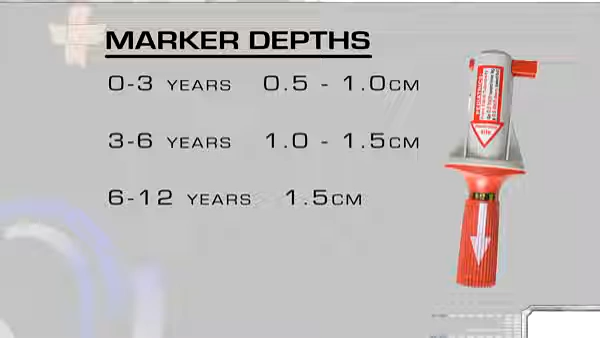 MARKER DEPTHS
0-3 YEARS 0.5 - 1.0CM
3-6 YEARS 1.0 - 1.5CM
6-12 YEARS 1.5CM